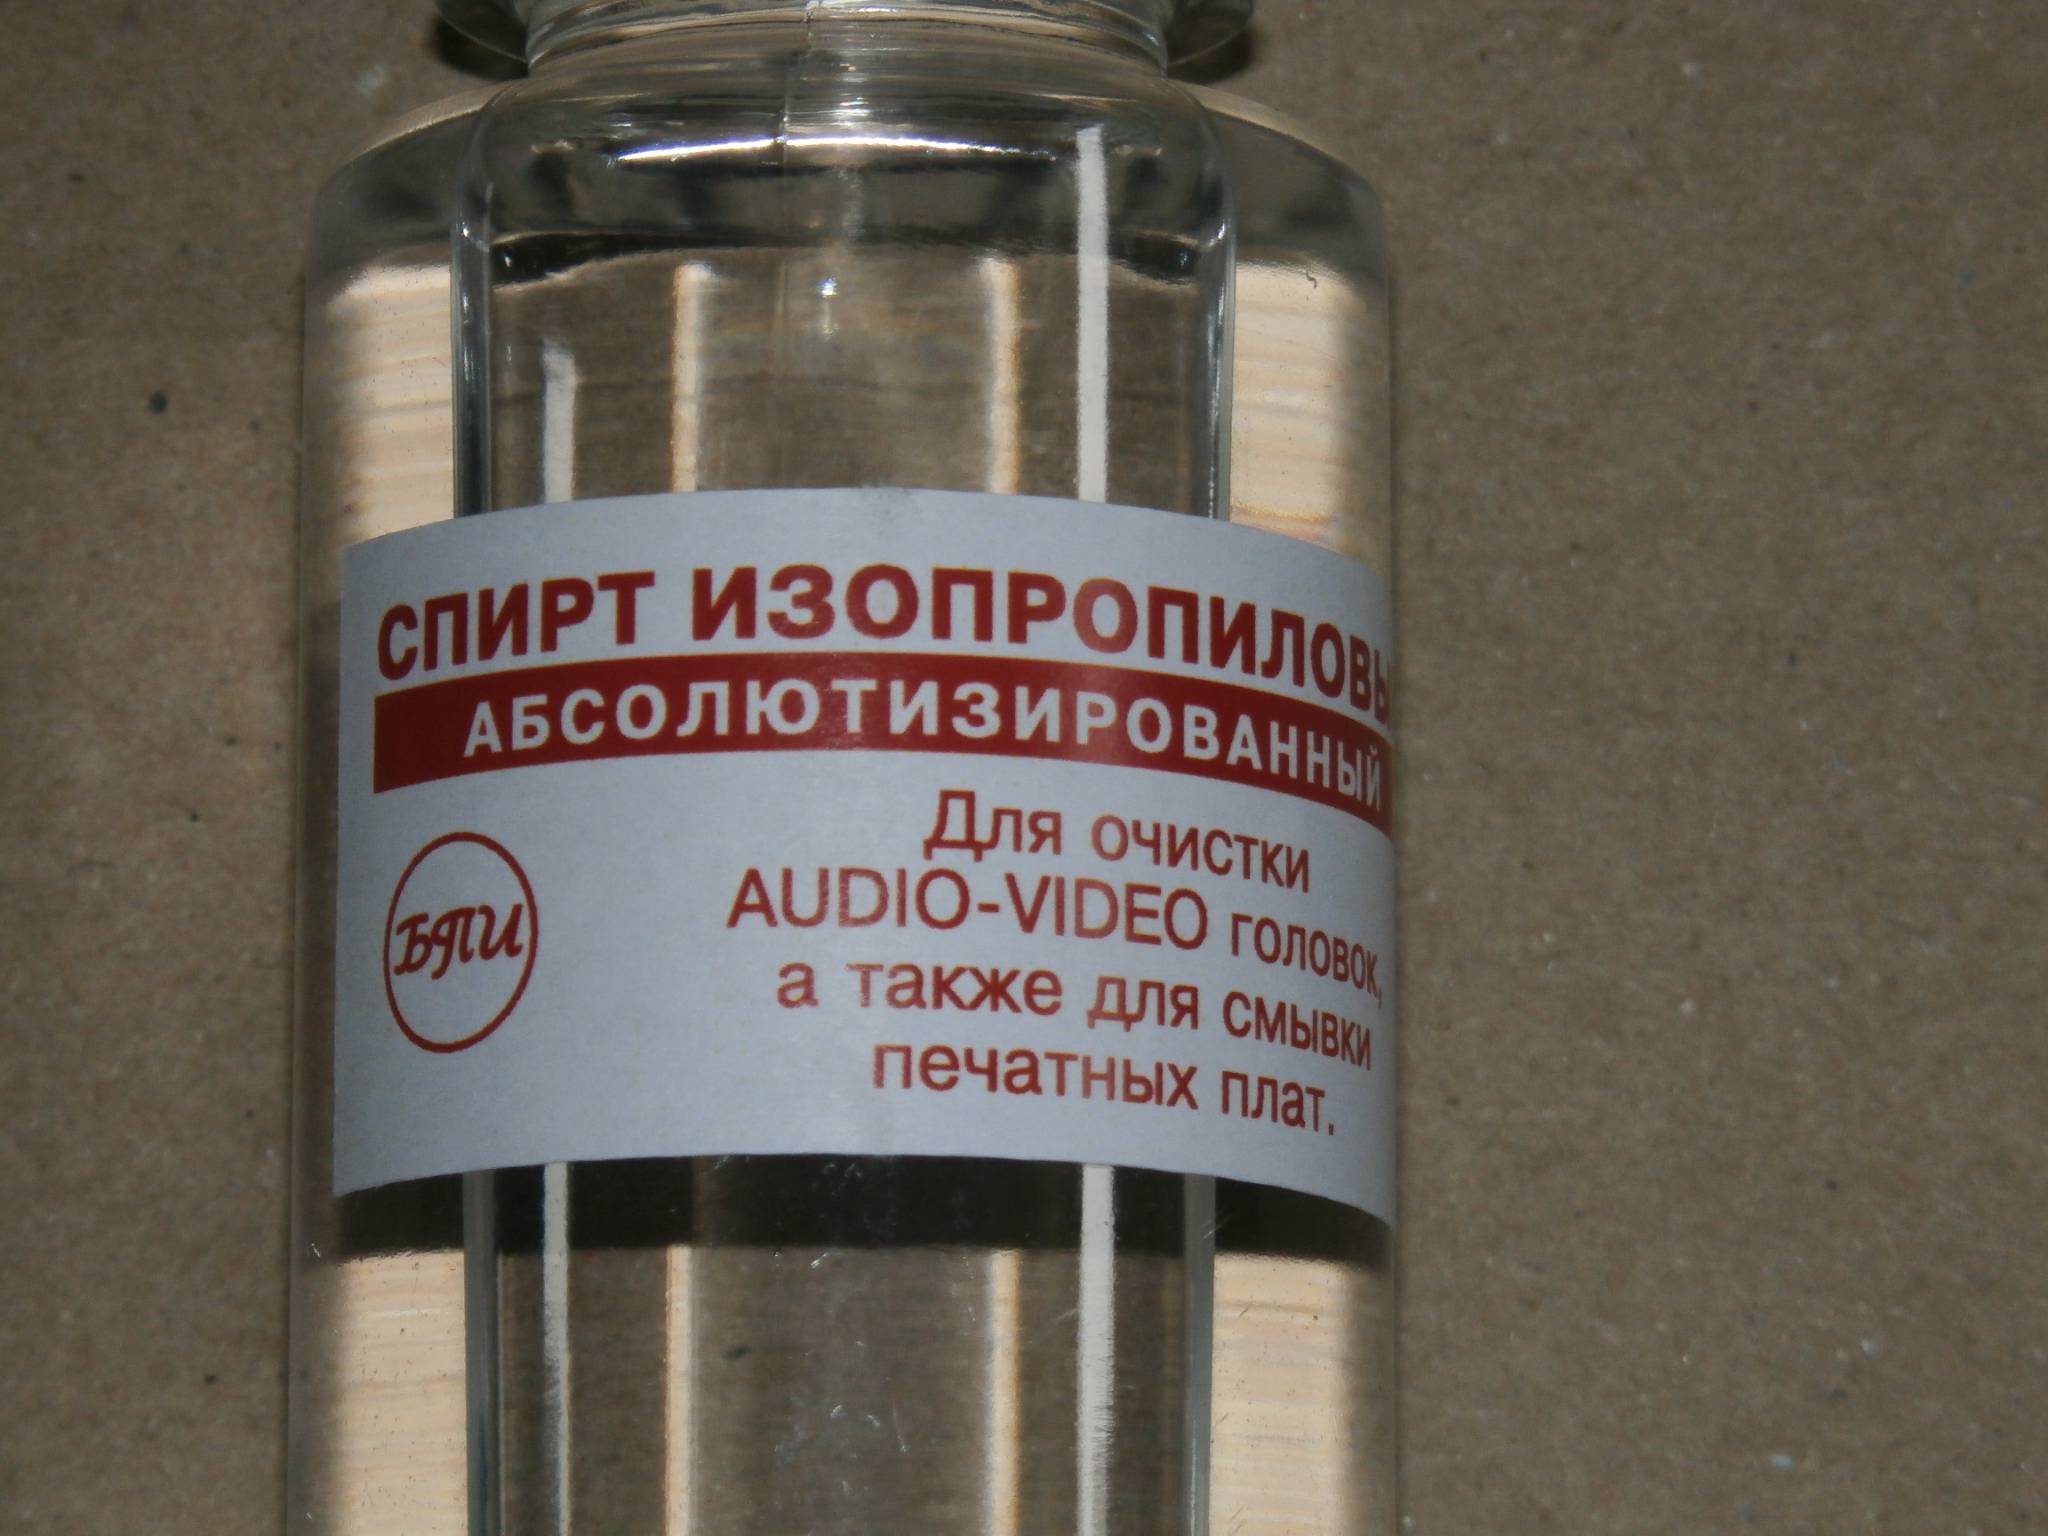 СПИРТ ИЗОПРОПИЛОВЫ
АБСОЛЮТИЗИРОВАННЫЙ
Для очистки
AUDIO-VIDEO головок,
а также для смывки
печатных плат.
БПИ